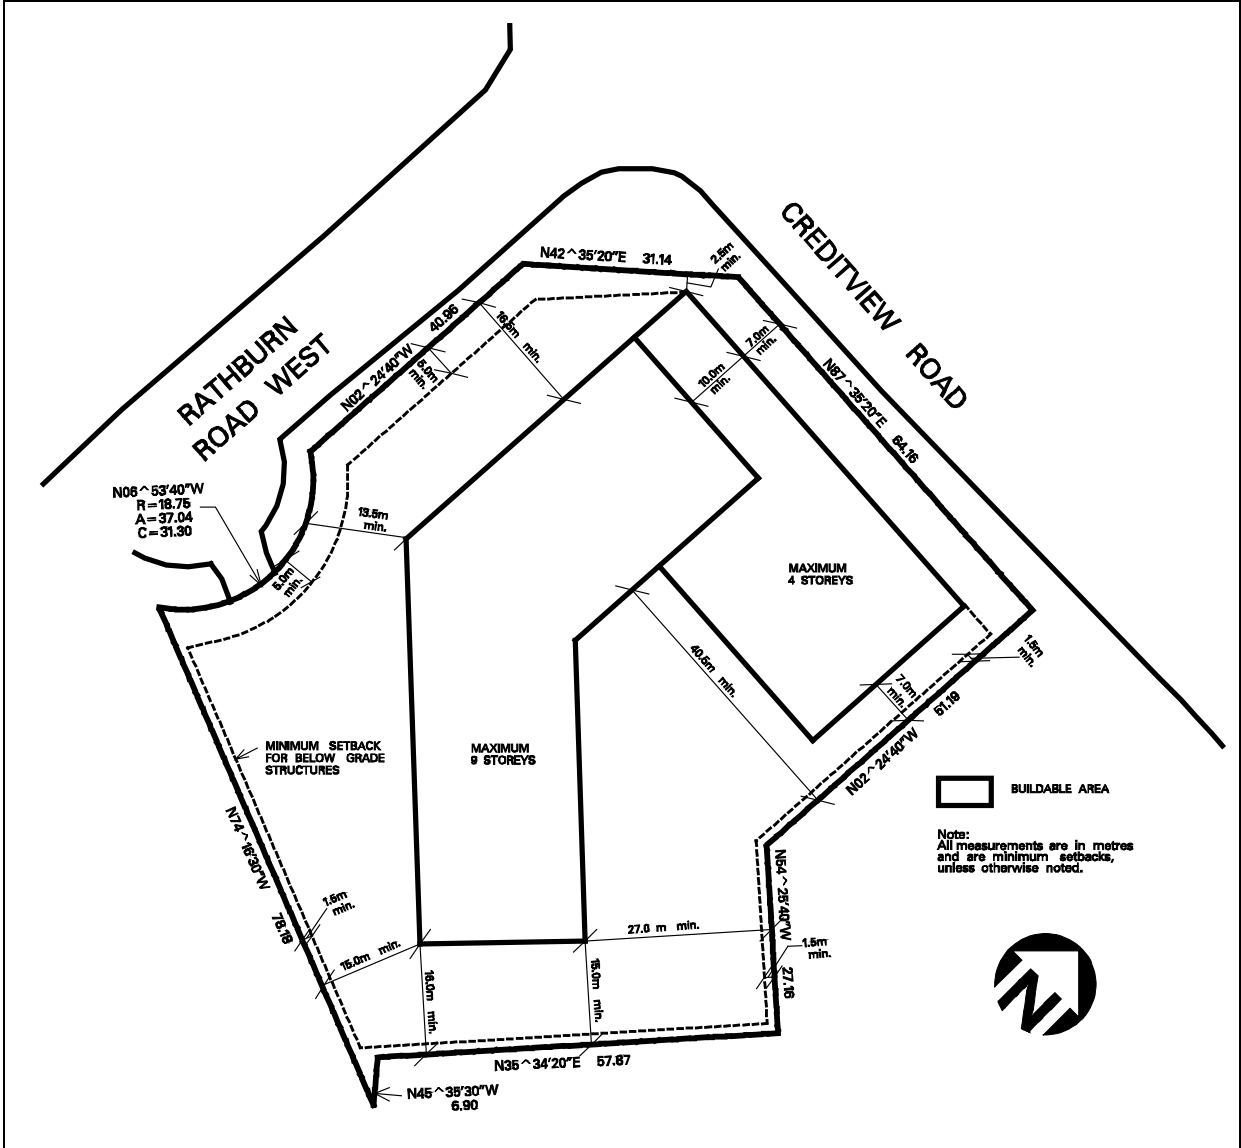 N42^35'20"E 31.14
2.5m
min.
CREDITVIEW ROAD
RATHBURN
ROAD WEST
N02^24'40"W 40.96
16.5m min.
5.0m
min.
7.0m
min.
10.0m
min.
N87^35'20"E 64.16
N06^53'40"W
R=18.75
A=37.04
C=31.30
13.5m
min.
5.0m
min.
MAXIMUM
4 STOREYS
1.5m
min.
40.5m min.
7.0m
min.
51.19
N02^24'40"W
MINIMUM SETBACK
FOR BELOW GRADE
STRUCTURES
MAXIMUM
9 STOREYS
BUILDABLE AREA
Note:
All measurements are in metres
and are minimum setbacks,
unless otherwise noted.
N74^16'30"W 78.18
1.5m
min.
15.0m min.
16.0m min.
15.0m min.
27.0 m min.
27.16
1.5m
min.
N35^34'20"E 57.87
N45^35'30"W
6.90
N